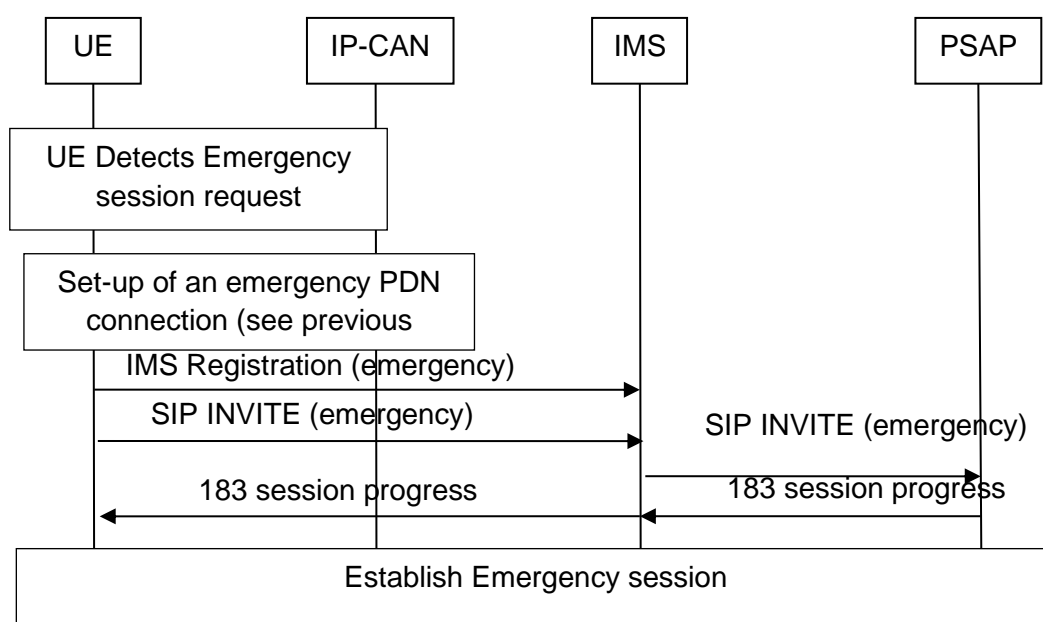 UE
IP-CAN
IMS
PSAP
UE Detects Emergency
session request
Set-up of an emergency PDN
connection (see previous
IMS Registration (emergency)
SIP INVITE (emergency)
SIP INVITE (emergency)
183 session progress
183 session progress
Establish Emergency session